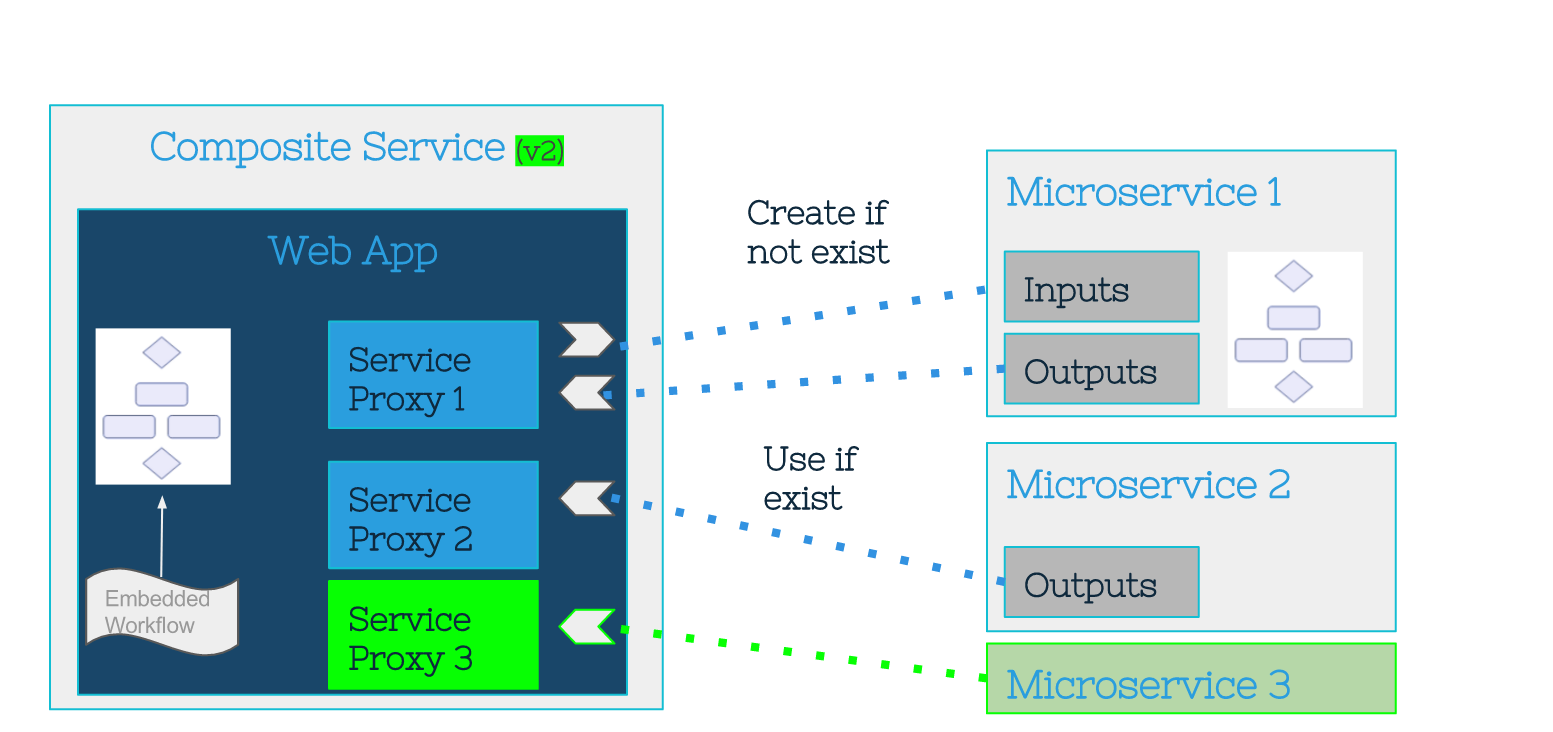 Composite Service (v2)
Web App
Service
Proxy 1
Service
Proxy 2
Service
Proxy 3
Embedded
Workflow
Create if
not exist
Use if
exist
Microservice 1
Inputs
Outputs
Microservice 2
Outputs
Microservice 3